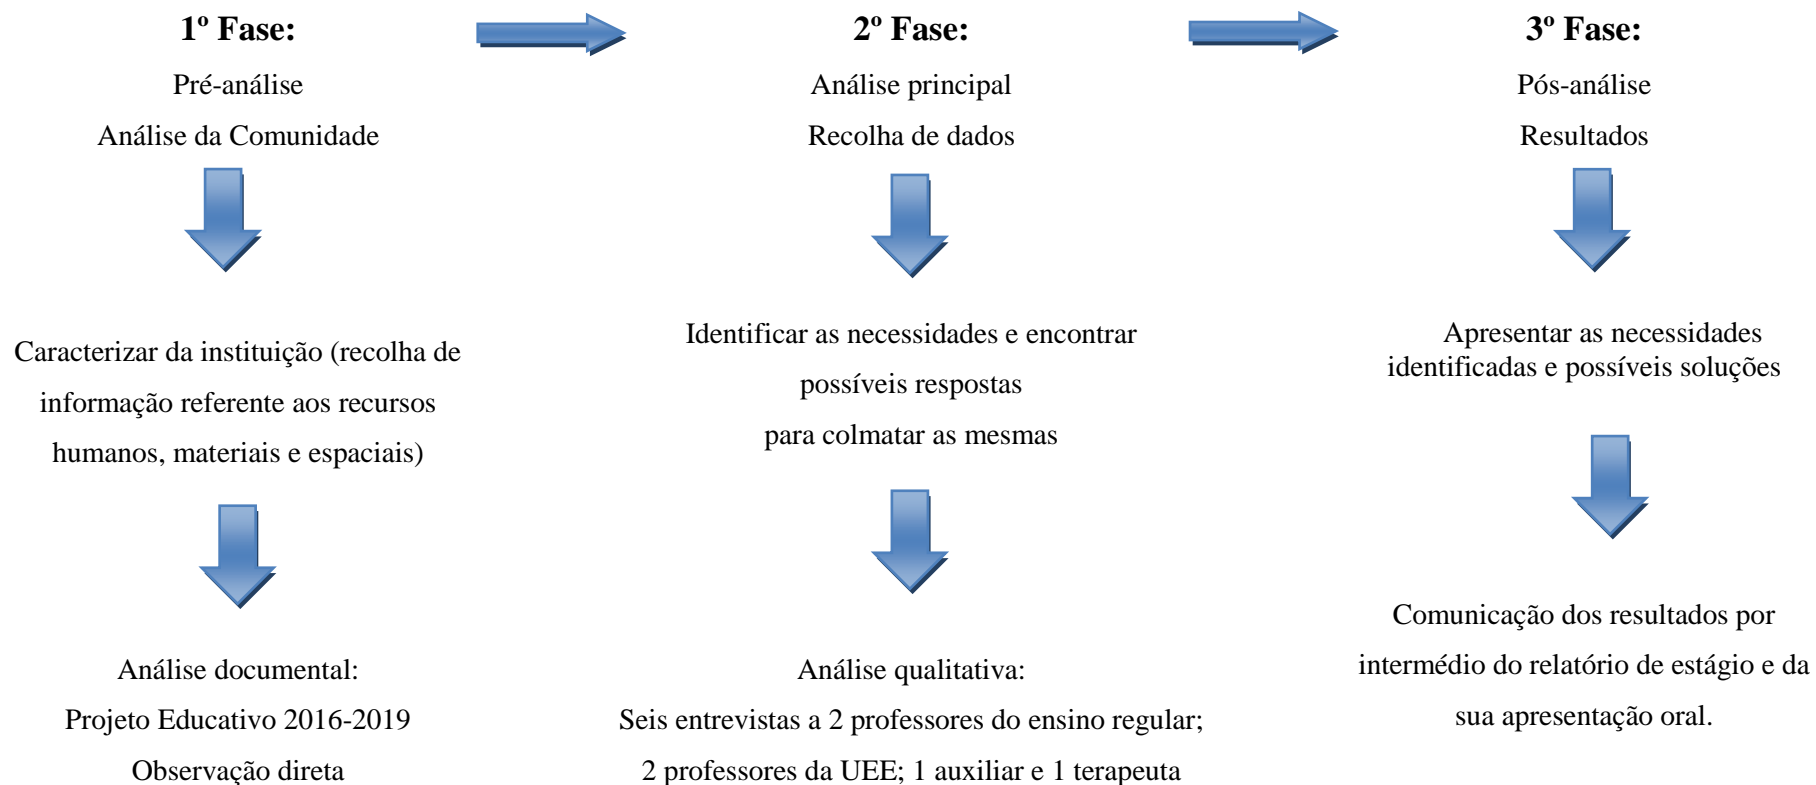 1º Fase:
Pré-análise
Análise da Comunidade
Caracterizar da instituição (recolha de
informação referente aos recursos
humanos, materiais e espaciais)
Análise documental:
Projeto Educativo 2016-2019
Observação direta
2º Fase:
Análise principal
Recolha de dados
Identificar as necessidades e encontrar
possíveis respostas
para colmatar as mesmas
Análise qualitativa:
Seis entrevistas a 2 professores do ensino regular;
2 professores da UEE; 1 auxiliar e 1 terapeuta
3º Fase:
Pós-análise
Resultados
Apresentar as necessidades
identificadas e possíveis soluções
Comunicação dos resultados por
intermédio do relatório de estágio e da
sua apresentação oral.